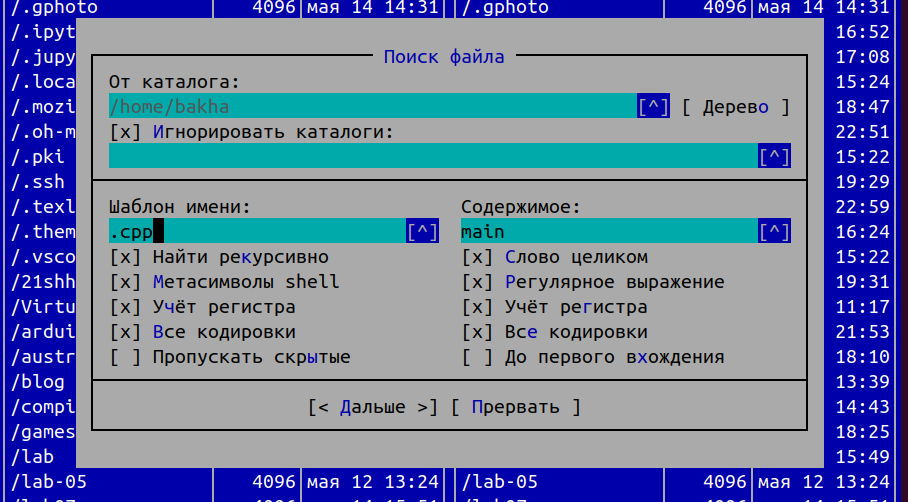 /.gphoto 4096 мая 14 14:31 /.gphoto 4096 мая 14 14:31
/.ipyt 16:52
Поиск файла
/.jupy 17:08
От каталога:
/.loca 15:24
/home/bakha [^] [ Дерево ]
/.mozi 18:47
[x] Игнорировать каталоги:
/.oh-m 22:51
[^]
/.pki 15:22
/.ssh 19:29
Шаблон имени: Содержимое:
/.texl 22:59
.cpp [^] main [^]
/.them 16:24
[x] Найти рекурсивно [x] Слово целиком
/.vsco 15:22
[x] Метасимволы shell [x] Регулярное выражение
/21shh 19:31
[x] Учёт регистра [x] Учёт регистра
/Virtu 11:17
[x] Все кодировки [x] Все кодировки
/ardui 21:53
[ ] Пропускать скрытые [ ] До первого вхождения
/austr 18:10
/blog 13:39
[< Дальше >] [ Прервать ]
/compi 14:43
/games 18:25
/lab 15:49
/lab-05 4096 мая 12 13:24 /lab-05 4096 мая 12 13:24